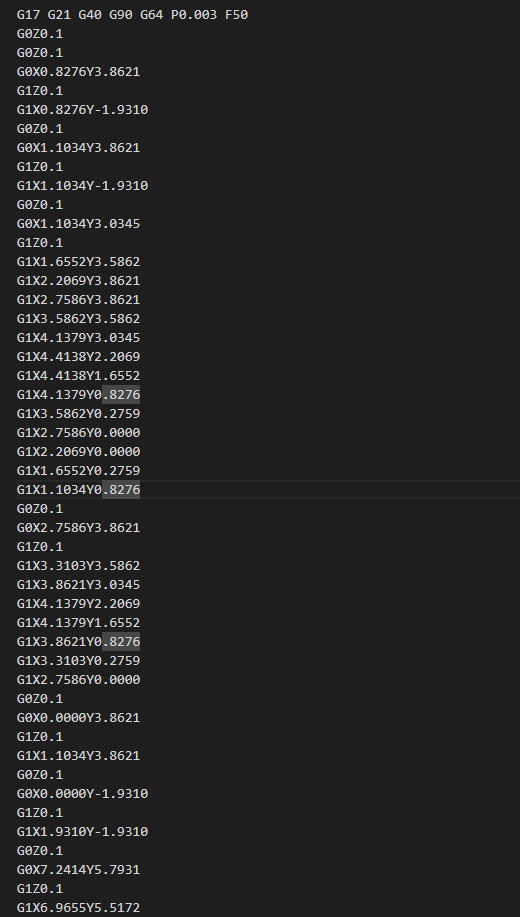 G17 G21 G40 G90 G64 P0.003 F50
G0Z0.1
G0Z0.1
G0X0.8276Y3.8621
G1Z0.1
G1X0.8276Y-1.9310
G0Z0.1
G0X1.1034Y3.8621
G1Z0.1
G1X1.1034Y-1.9310
G0Z0.1
G0X1.1034Y3.0345
G1Z0.1
G1X1.6552Y3.5862
G1X2.2069Y3.8621
G1X2.7586Y3.8621
G1X3.5862Y3.5862
G1X4.1379Y3.0345
G1X4.4138Y2.2069
G1X4.4138Y1.6552
G1X4.1379Y0.8276
G1X3.5862Y0.2759
G1X2.7586Y0.0000
G1X2.2069Y0.0000
G1X1.6552Y0.2759
G1X1.1034Y0.8276
G0Z0.1
G0X2.7586Y3.8621
G1Z0.1
G1X3.3103Y3.5862
G1X3.8621Y3.0345
G1X4.1379Y2.2069
G1X4.1379Y1.6552
G1X3.8621Y0.8276
G1X3.3103Y0.2759
G1X2.7586Y0.0000
G0Z0.1
G0X0.0000Y3.8621
G1Z0.1
G1X1.1034Y3.8621
G0Z0.1
G0X0.0000Y-1.9310
G1Z0.1
G1X1.9310Y-1.9310
G0Z0.1
G0X7.2414Y5.7931
G1Z0.1
G1X6.9655Y5.5172